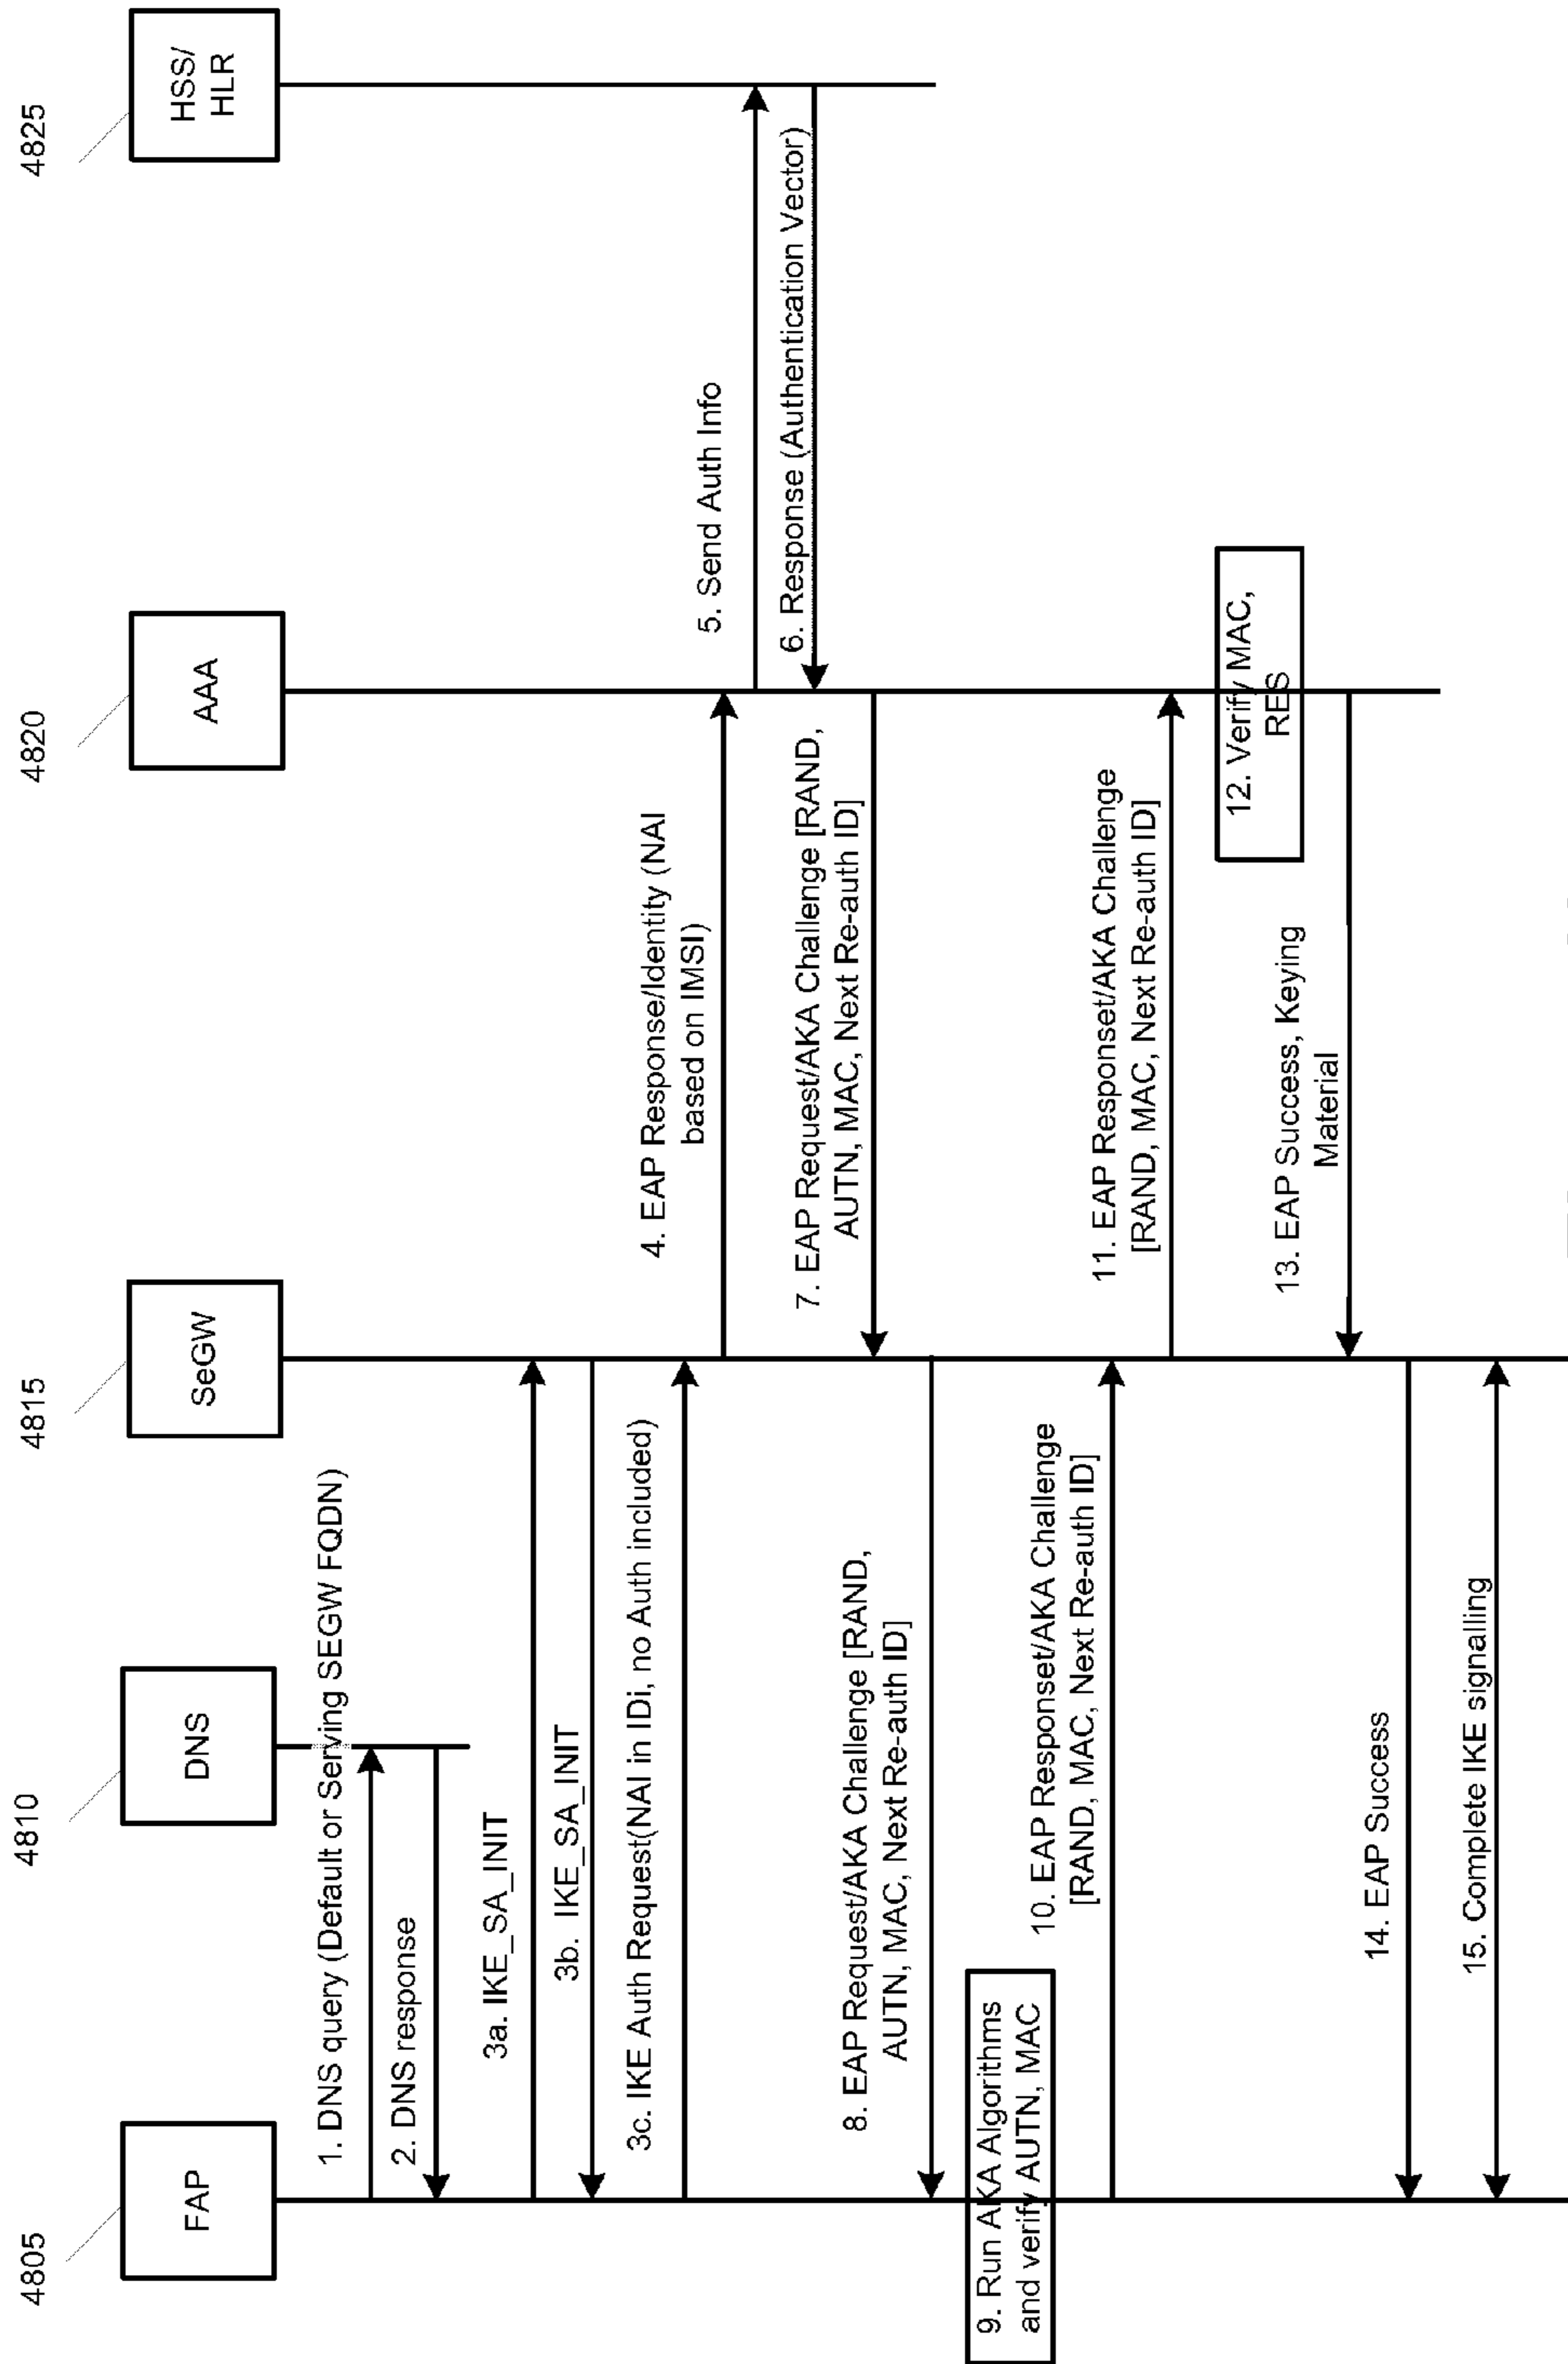 4805
4810
4815
4820
4825
FAP
DNS
SeGW
AAA
HSS/
HLR
1. DNS query (Default or Serving SEGW FQDN)
2. DNS response
3a. IKE_SA_INIT
3b. IKE_SA_INIT
3c. IKE Auth Request(NAI in IDi, no Auth included)
4. EAP Response/Identity (NAI
based on IMSI)
5. Send Auth Info
6. Response (Authentication Vector)
7. EAP Request/AKA Challenge [RAND,
AUTN, MAC, Next Re-auth ID]
8. EAP Request/AKA Challenge [RAND,
AUTN, MAC, Next Re-auth ID]
9. Run AKA Algorithms
and verify AUTN, MAC
10. EAP Responset/AKA Challenge
[RAND, MAC, Next Re-auth ID]
11. EAP Responset/AKA Challenge
[RAND, MAC, Next Re-auth ID]
12. Verify MAC,
RES
13. EAP Success, Keying
Material
14. EAP Success
15. Complete IKE signalling